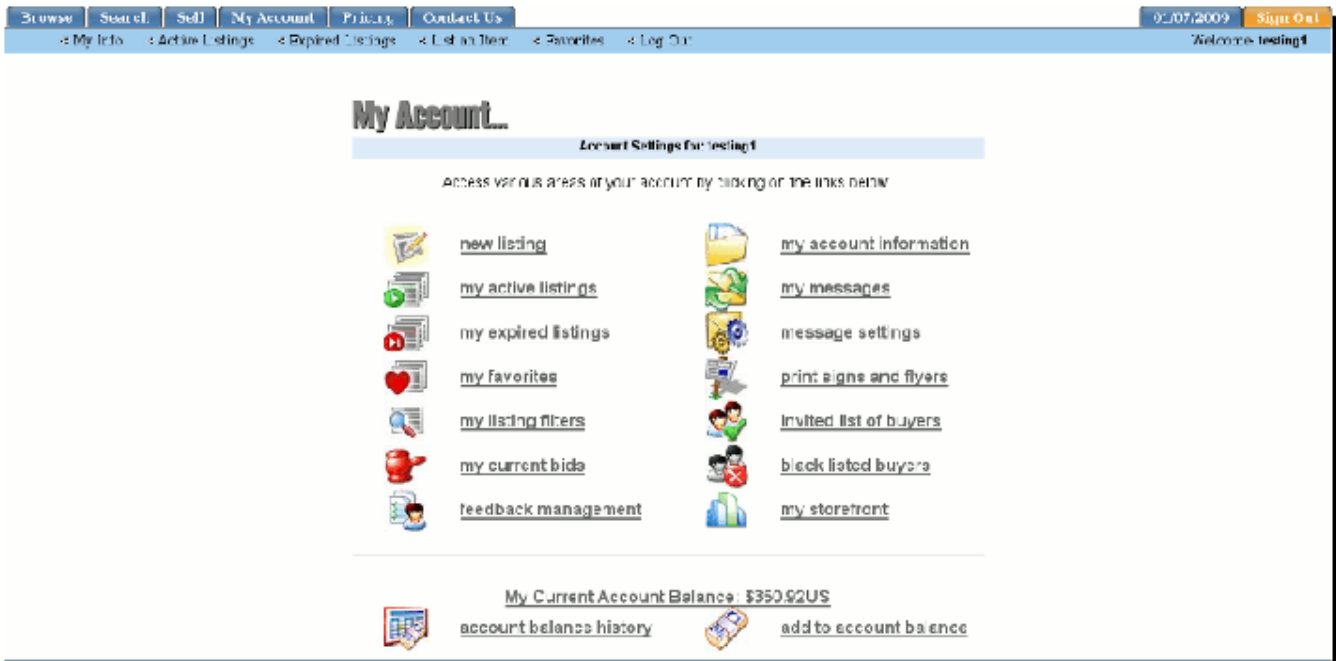 Browse Search Sell My Account Pricing Contact Us 01/07/2009 Sign Out
< My Info < Active Listings < Expired Listings < List an Item < Favorites < Log Out Welcome testing1
My Account...
Account Settings for testing1
Access various areas of your account by clicking on the links below
new listing my account information
my active listings my messages
my expired listings message settings
my favorites print signs and flyers
my listing filters invited list of buyers
my current bids black listed buyers
feedback management my storefront
My Current Account Balance: $350.92US
account balance history add to account balance